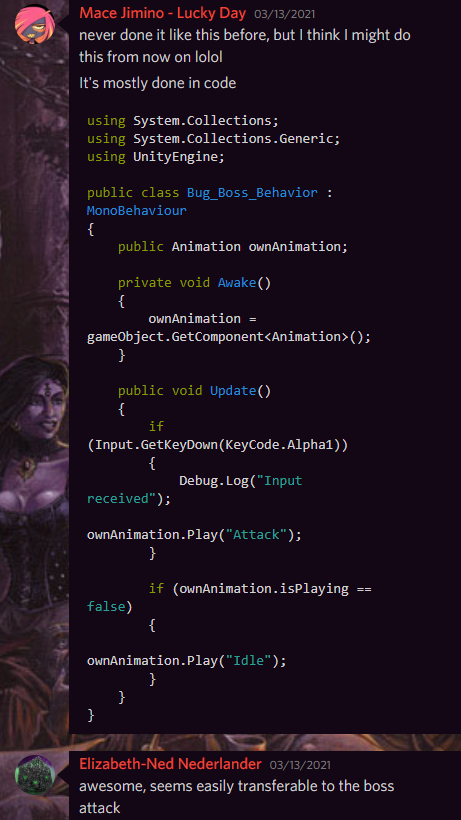 Mace Jimino - Lucky Day 03/13/2021
never done it like this before, but I think I might do
this from now on lolol
It's mostly done in code
using System.Collections;
using System.Collections.Generic;
using UnityEngine;
public class Bug_Boss_Behavior :
MonoBehaviour
{
public Animation ownAnimation;
private void Awake()
{
ownAnimation =
gameObject.GetComponent<Animation>();
}
public void Update()
{
if
(Input.GetKeyDown(KeyCode.Alpha1))
{
Debug.Log("Input
received");
ownAnimation.Play("Attack");
}
if (ownAnimation.isPlaying ==
false)
{
ownAnimation.Play("Idle");
}
}
}
Elizabeth-Ned Nederlander 03/13/2021
awesome, seems easily transferable to the boss
attack